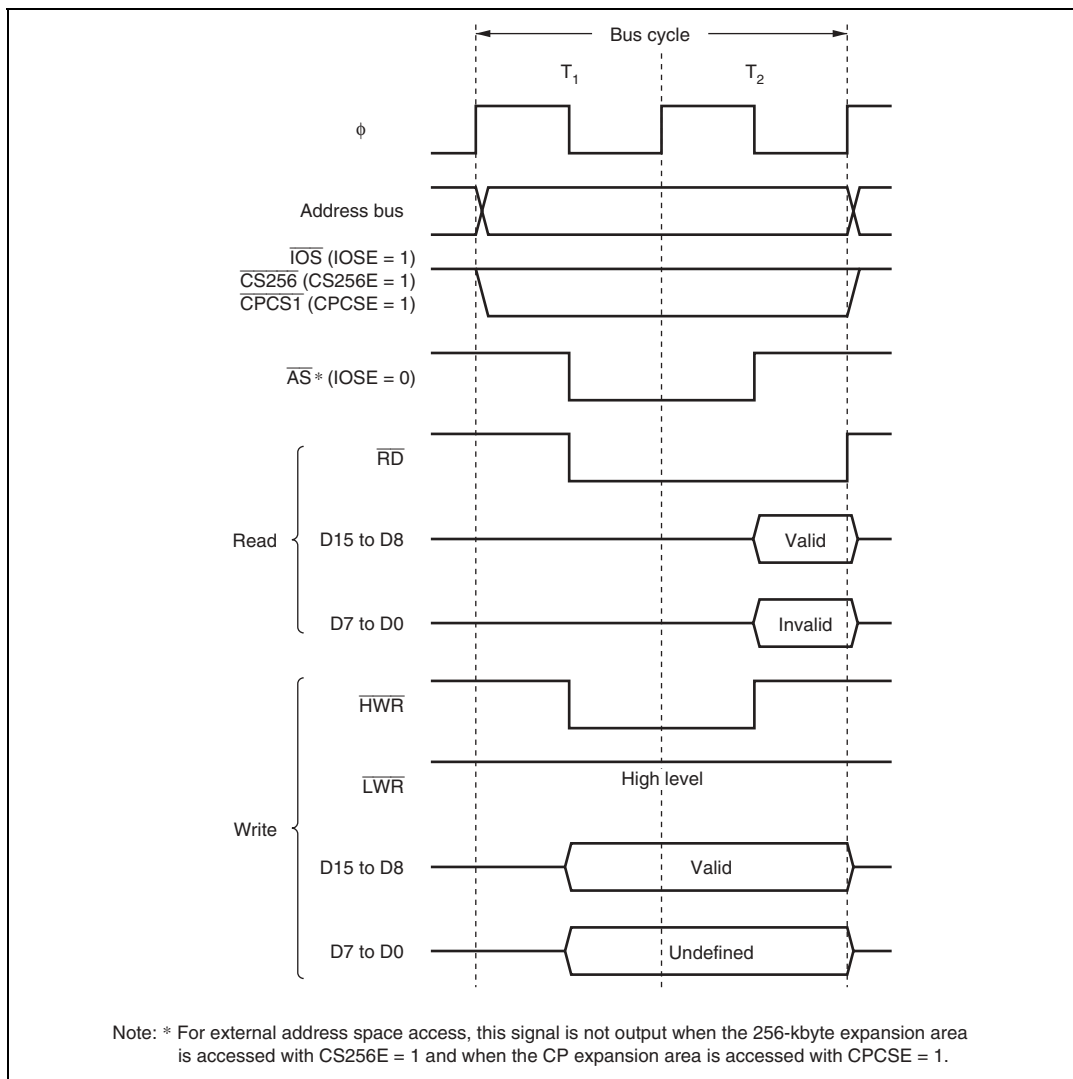 Bus cycle
T1 T2
ϕ
Address bus
IOS (IOSE = 1)
CS256 (CS256E = 1)
CPCS1 (CPCSE = 1)
AS * (IOSE = 0)
RD
Read
D15 to D8
Valid
D7 to D0
Invalid
HWR
LWR
High level
Write
D15 to D8
Valid
D7 to D0
Undefined
Note: * For external address space access, this signal is not output when the 256-kbyte expansion area
is accessed with CS256E = 1 and when the CP expansion area is accessed with CPCSE = 1.